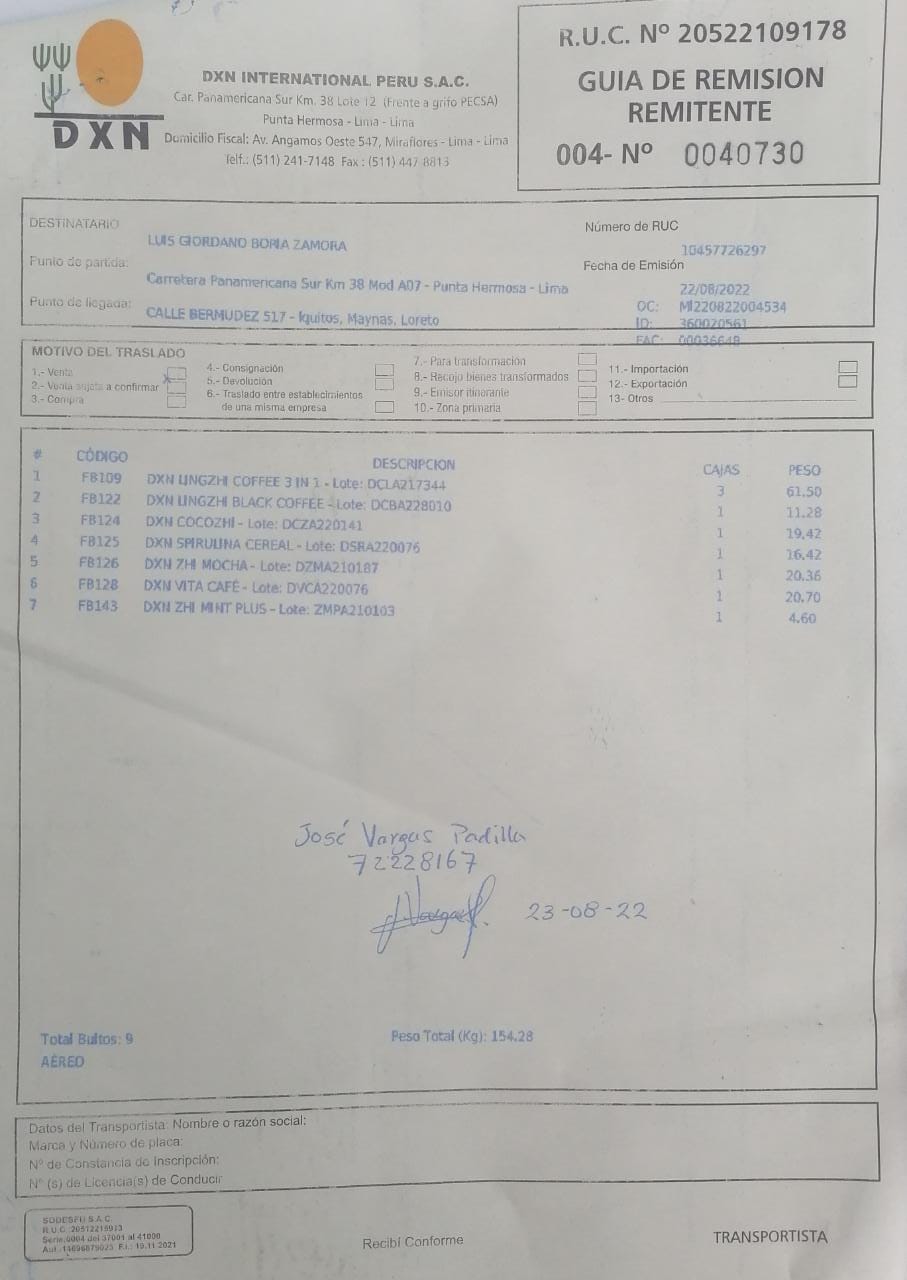 DXN
DXN INTERNATIONAL PERU S.A.C.
Car. Panamericana Sur Km. 38 Lote 12 (Frente a grifo PECSA)
Punta Hermosa - Lima - Lima
Domicilio Fiscal: Av. Angamos Oeste 547, Miraflores - Lima - Lima
Telf.: (511) 241-7148 Fax : (511) 447 8813
R.U.C. Nº 20522109178
GUIA DE REMISION
REMITENTE
004- Nº 0040730
DESTINATARIO
LUIS GIORDANO BORIA ZAMORA
Número de RUC
10457726297
Punto de partida:
Carretera Panamericana Sur Km 38 Mod A07 - Punta Hermosa - Lima
Fecha de Emisión
22/08/2022
Punto de llegada:
CALLE BERMUDEZ 517 - Iquitos, Maynas, Loreto
OC: MI220822004534
ID: 360020561
FAC: 00036648
MOTIVO DEL TRASLADO
1.- Venta
2.- Venta sujeta a confirmar
3.- Compra
4.- Consignación
5.- Devolución
6.- Traslado entre establecimientos
de una misma empresa
7.- Para transformación
8.- Recojo bienes transformados
9.- Emisor itinerante
10.- Zona primaria
11.- Importación
12.- Exportación
13- Otros
# CÓDIGO DESCRIPCION CAJAS PESO
1 FB109 DXN LINGZHI COFFEE 3 IN 1 - Lote: DCLA217344 3 61.50
2 FB122 DXN LINGZHI BLACK COFFEE - Lote: DCBA228010 1 11.28
3 FB124 DXN COCOZHI - Lote: DCZA220141 1 19.42
4 FB125 DXN SPIRULINA CEREAL - Lote: DSRA220076 1 16.42
5 FB126 DXN ZHI MOCHA - Lote: DZMA210187 1 20.36
6 FB128 DXN VITA CAFÉ - Lote: DVCA220076 1 20.70
7 FB143 DXN ZHI MINT PLUS - Lote: ZMPA210103 1 4.60
José Vargas Padilla
72228167
23-08-22
Total Bultos: 9
Peso Total (Kg): 154.28
AÉREO
Datos del Transportista: Nombre o razón social:
Marca y Número de placa:
Nº de Constancia de Inscripción:
Nº (s) de Licencia(s) de Conducir
SODESFU S.A.C.
R.U.C. 20512215913
Serie 0004 del 37001 al 41000
F.I.: 19.11 2021
Recibí Conforme
TRANSPORTISTA